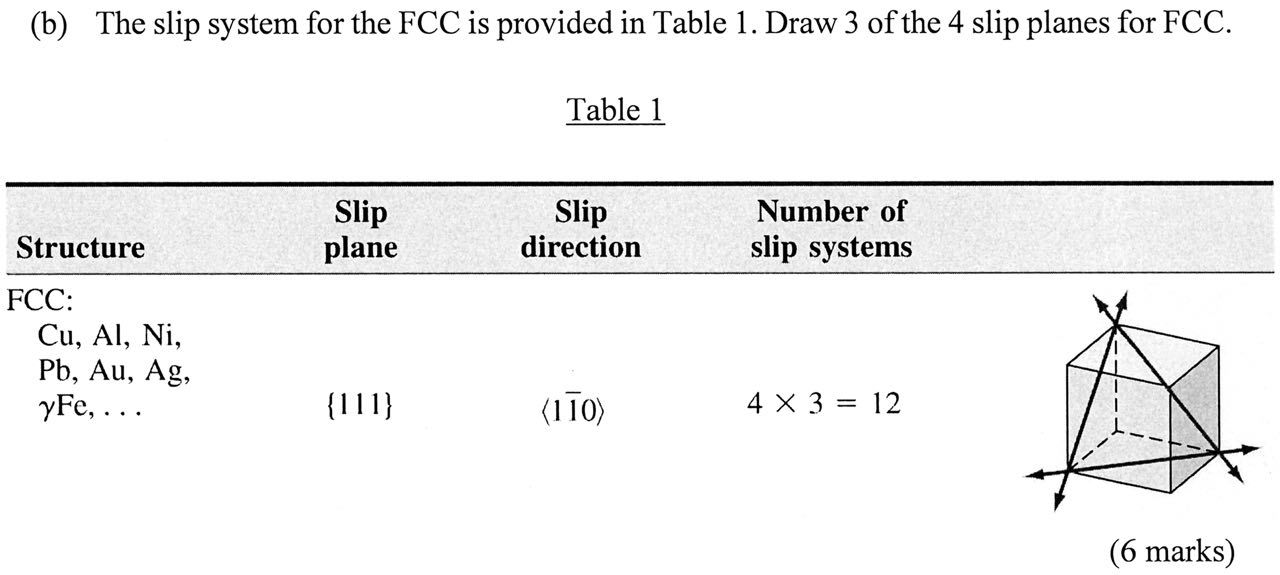 (b) The slip system for the FCC is provided in Table 1. Draw 3 of the 4 slip planes for FCC.
Table 1
Structure Slip plane Slip direction Number of slip systems
FCC:
Cu, Al, Ni,
Pb, Au, Ag,
γFe, . . . {111} ⟨11̅0⟩ 4 × 3 = 12
(6 marks)